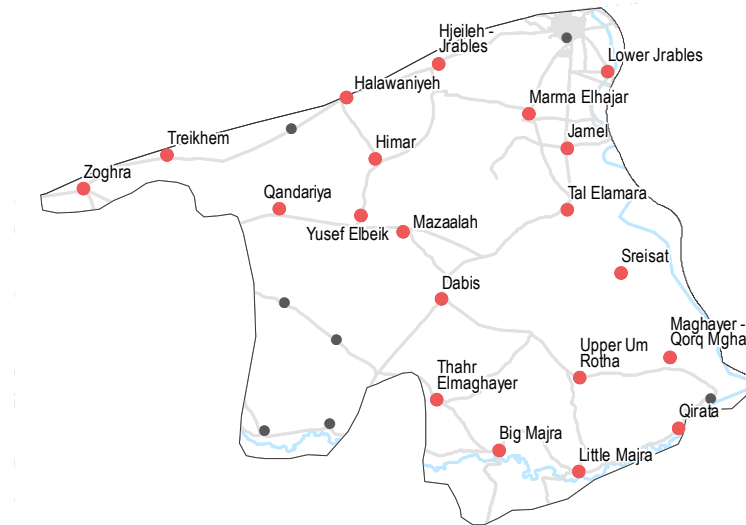 Hjeileh -
Jrables
Lower Jrables
Halawaniyeh
Marma Elhajar
Treikhem
Himar
Jamel
Zoghra
Qandariya
Tal Elamara
Yusef Elbeik
Mazaalah
Sreisat
Dabis
Maghayer -
Qorq Mgha
Upper Um
Rotha
Thahr
Elmaghayer
Qirata
Big Majra
Little Majra